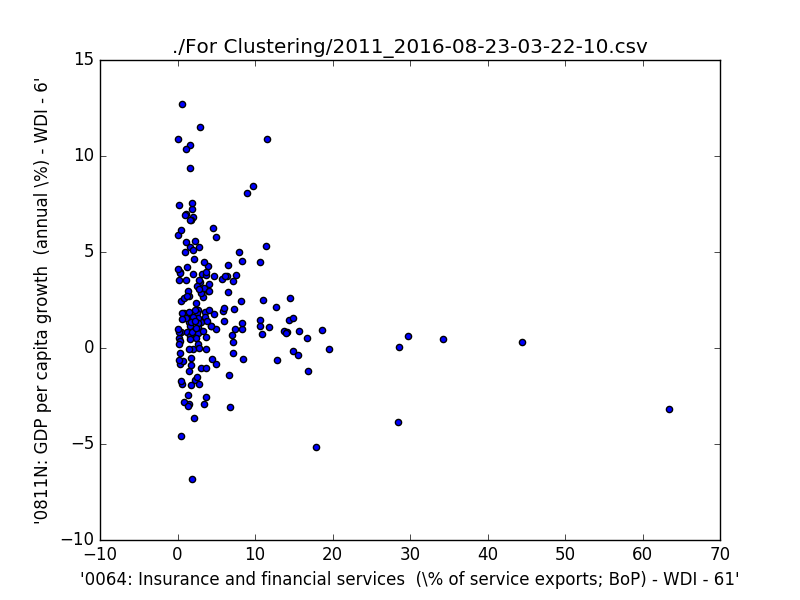 ./For Clustering/2011_2016-08-23-03-22-10.csv
'0811N: GDP per capita growth  (annual \%) - WDI - 6'
15
10
5
0
−5
−10
−10 0 10 20 30 40 50 60 70
'0064: Insurance and financial services  (\% of service exports; BoP) - WDI - 61'